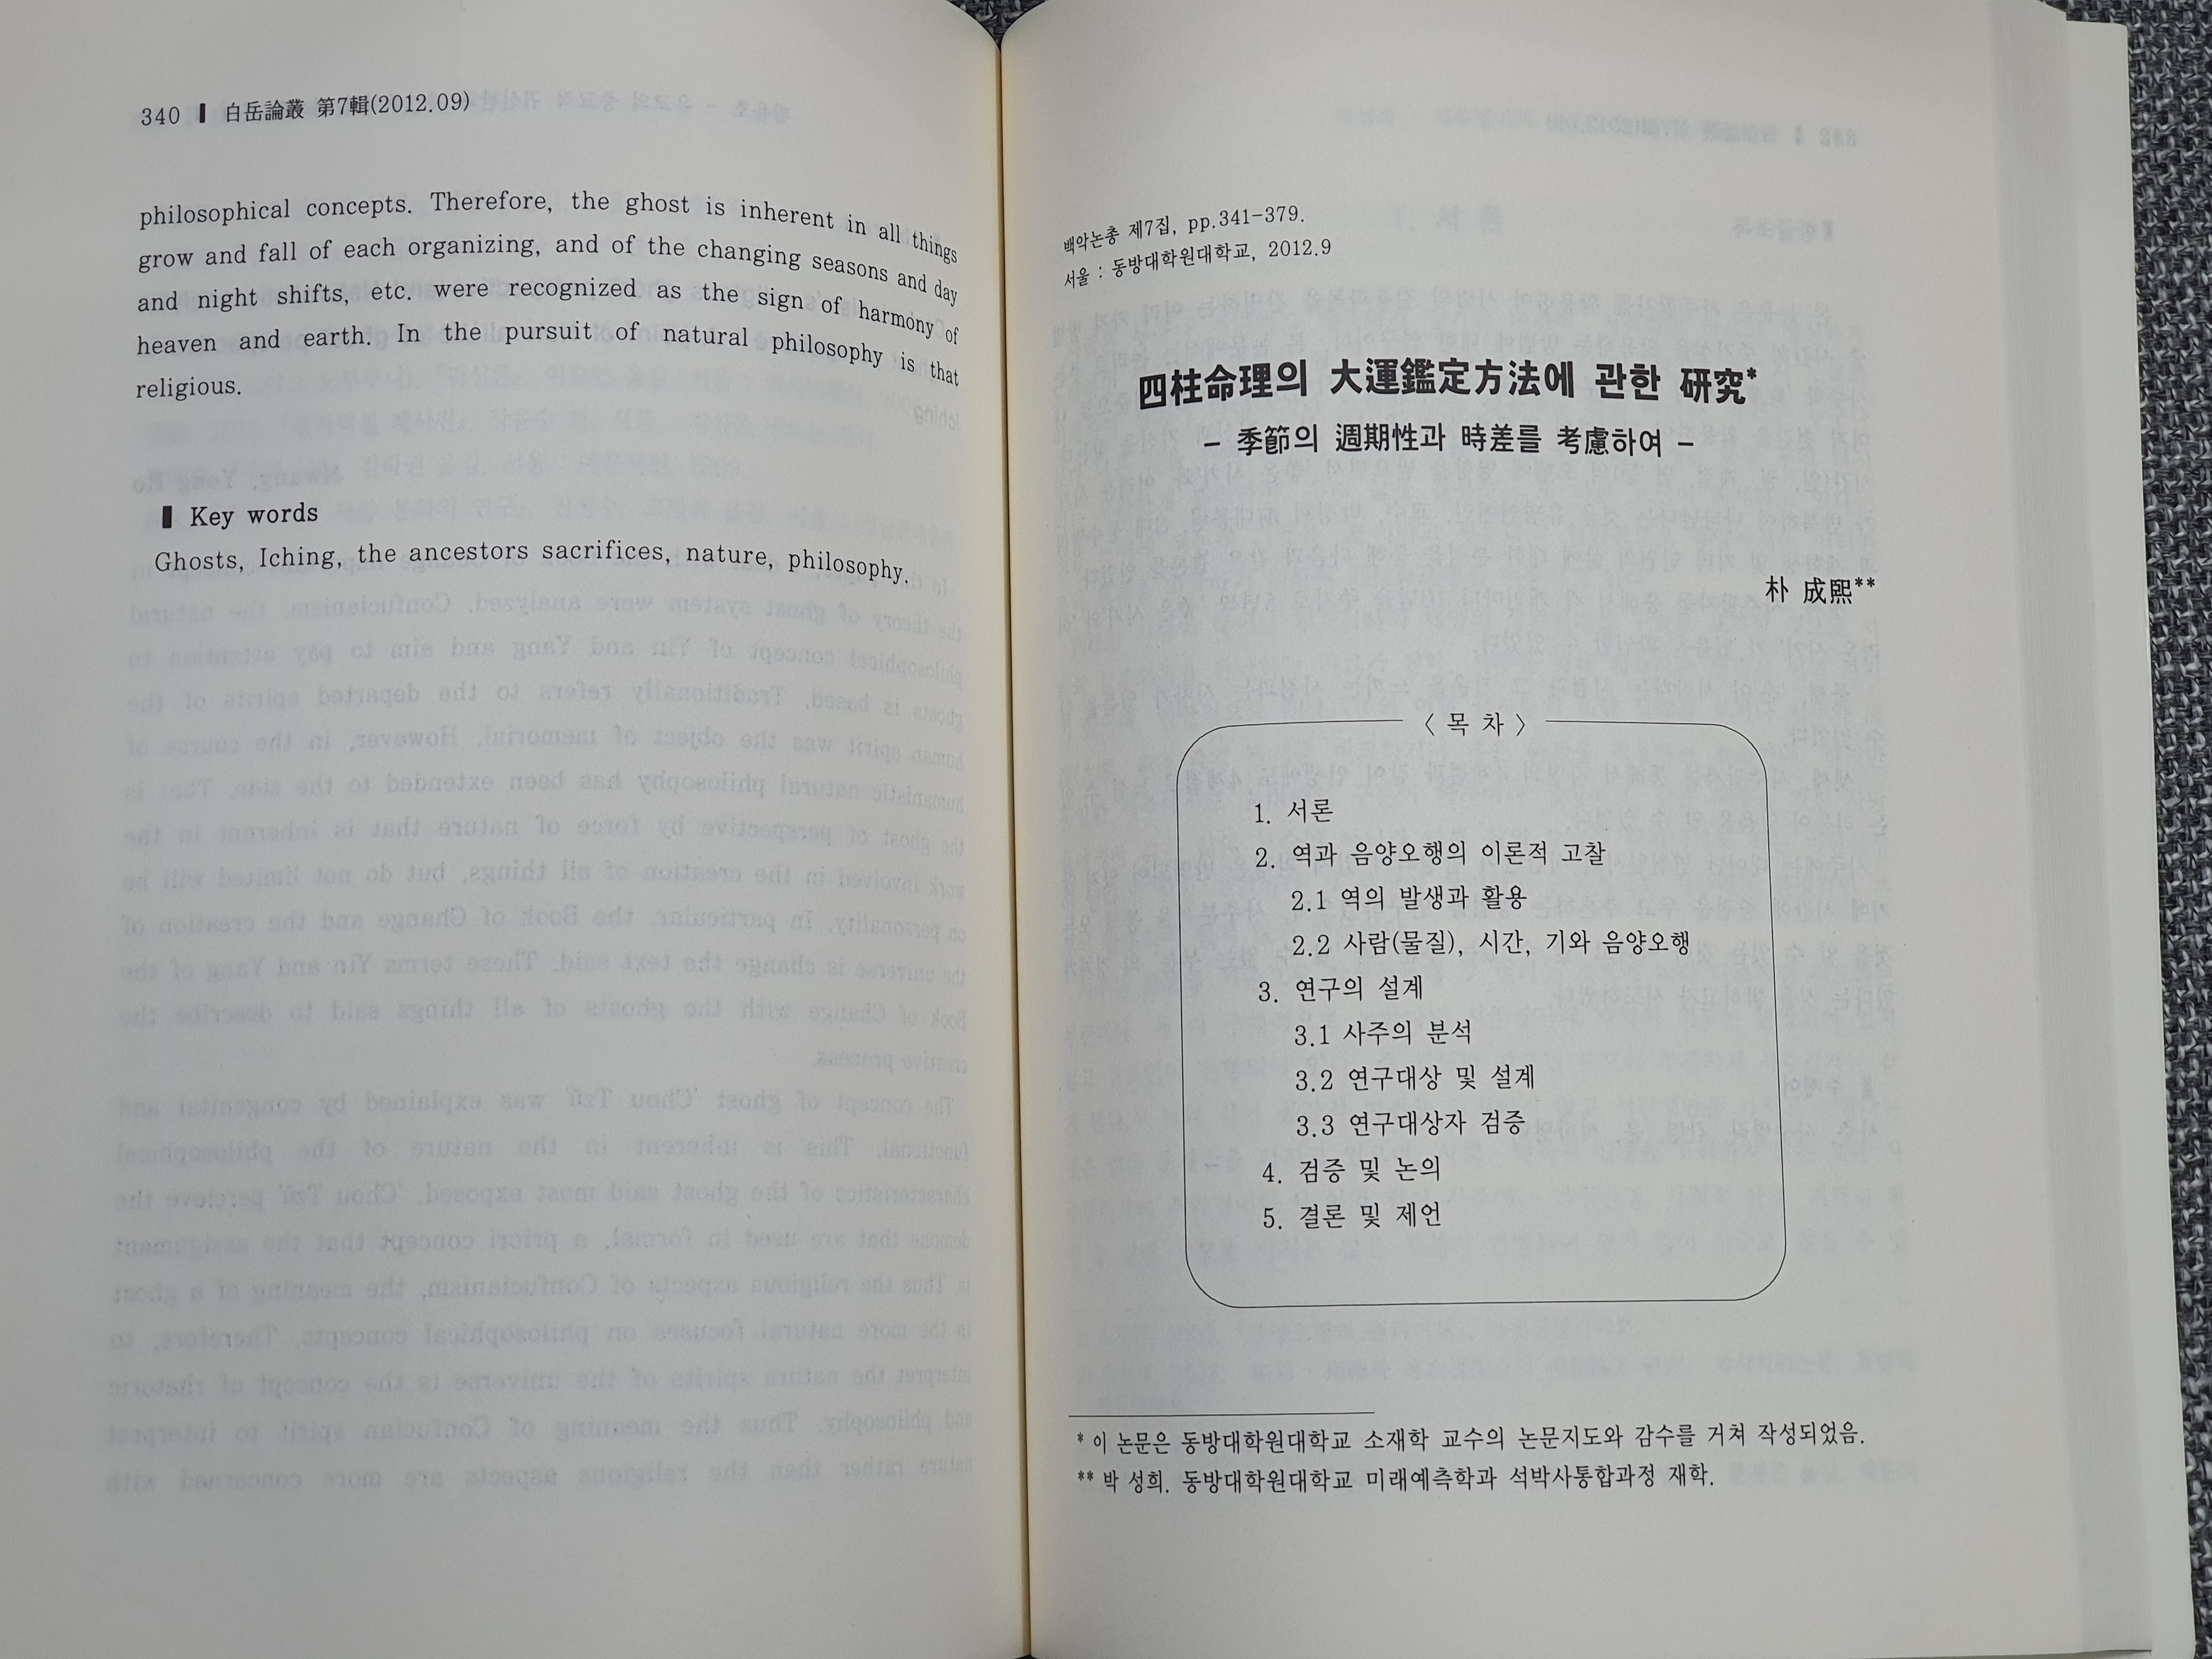 340 ▌ 白岳論叢 第7輯(2012.09)
philosophical concepts. Therefore, the ghost is inherent in all things
grow and fall of each organizing, and of the changing seasons and day
and night shifts, etc. were recognized as the sign of harmony of
heaven and earth. In the pursuit of natural philosophy is that
religious.
▌ Key words
Ghosts, Iching, the ancestors sacrifices, nature, philosophy.
백악논총 제7집, pp.341-379.
서울 : 동방대학원대학교, 2012.9
四柱命理의 大運鑑定方法에 관한 硏究*
- 季節의 週期性과 時差를 考慮하여 -
朴 成熙**
〈 목 차 〉
1. 서론
2. 역과 음양오행의 이론적 고찰
2.1 역의 발생과 활용
2.2 사람(물질), 시간, 기와 음양오행
3. 연구의 설계
3.1 사주의 분석
3.2 연구대상 및 설계
3.3 연구대상자 검증
4. 검증 및 논의
5. 결론 및 제언
* 이 논문은 동방대학원대학교 소재학 교수의 논문지도와 감수를 거쳐 작성되었음.
** 박 성희. 동방대학원대학교 미래예측학과 석박사통합과정 재학.